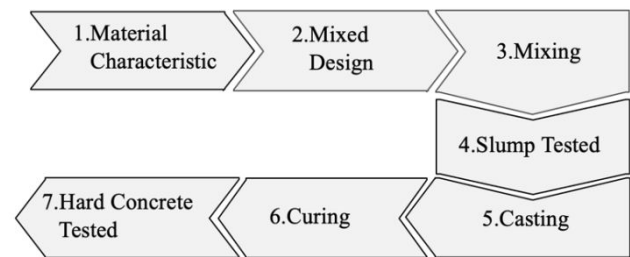 1.Material
Characteristic
2.Mixed
Design
3.Mixing
4.Slump Tested
5.Casting
6.Curing
7.Hard Concrete
Tested